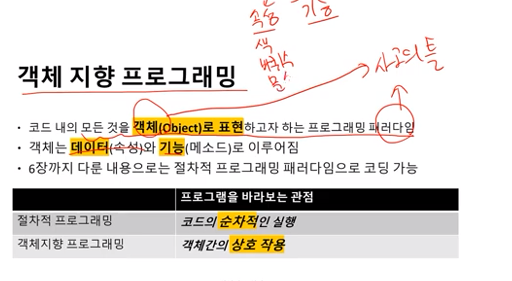 속성 기능
색
문
사고의 틀
객체 지향 프로그래밍
• 코드 내의 모든 것을 객체(Object)로 표현하고자 하는 프로그래밍 패러다임
• 객체는 데이터(속성)와 기능(메소드)로 이루어짐
• 6장까지 다룬 내용으로는 절차적 프로그래밍 패러다임으로 코딩 가능
프로그램을 바라보는 관점
절차적 프로그래밍 코드의 순차적인 실행
객체지향 프로그래밍 객체간의 상호 작용